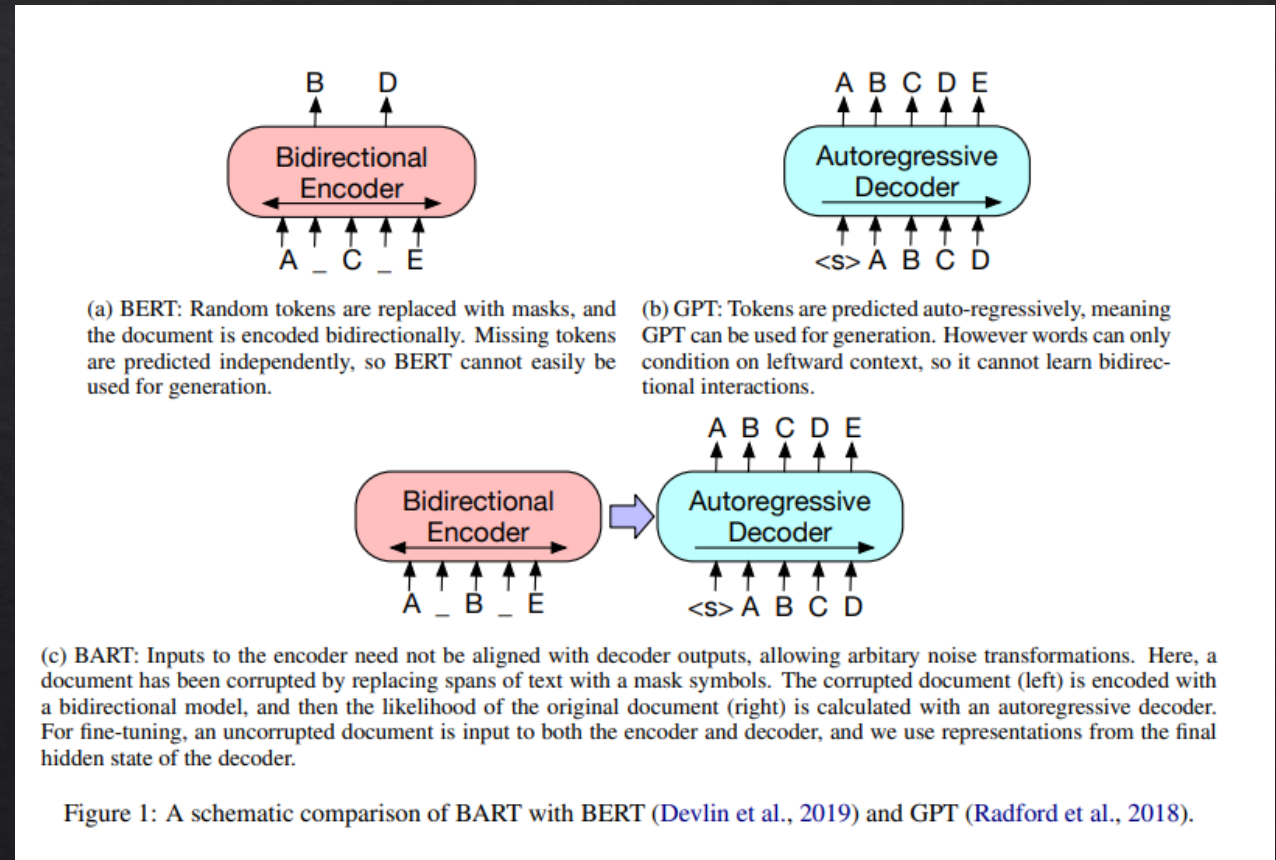 B D
Bidirectional
Encoder
A _ C _ E
(a) BERT: Random tokens are replaced with masks, and
the document is encoded bidirectionally. Missing tokens
are predicted independently, so BERT cannot easily be
used for generation.
A B C D E
Autoregressive
Decoder
<s> A B C D
(b) GPT: Tokens are predicted auto-regressively, meaning
GPT can be used for generation. However words can only
condition on leftward context, so it cannot learn bidirec-
tional interactions.
Bidirectional
Encoder
A _ B _ E
A B C D E
Autoregressive
Decoder
<s> A B C D
(c) BART: Inputs to the encoder need not be aligned with decoder outputs, allowing arbitary noise transformations. Here, a
document has been corrupted by replacing spans of text with a mask symbols. The corrupted document (left) is encoded with
a bidirectional model, and then the likelihood of the original document (right) is calculated with an autoregressive decoder.
For fine-tuning, an uncorrupted document is input to both the encoder and decoder, and we use representations from the final
hidden state of the decoder.
Figure 1: A schematic comparison of BART with BERT (Devlin et al., 2019) and GPT (Radford et al., 2018).